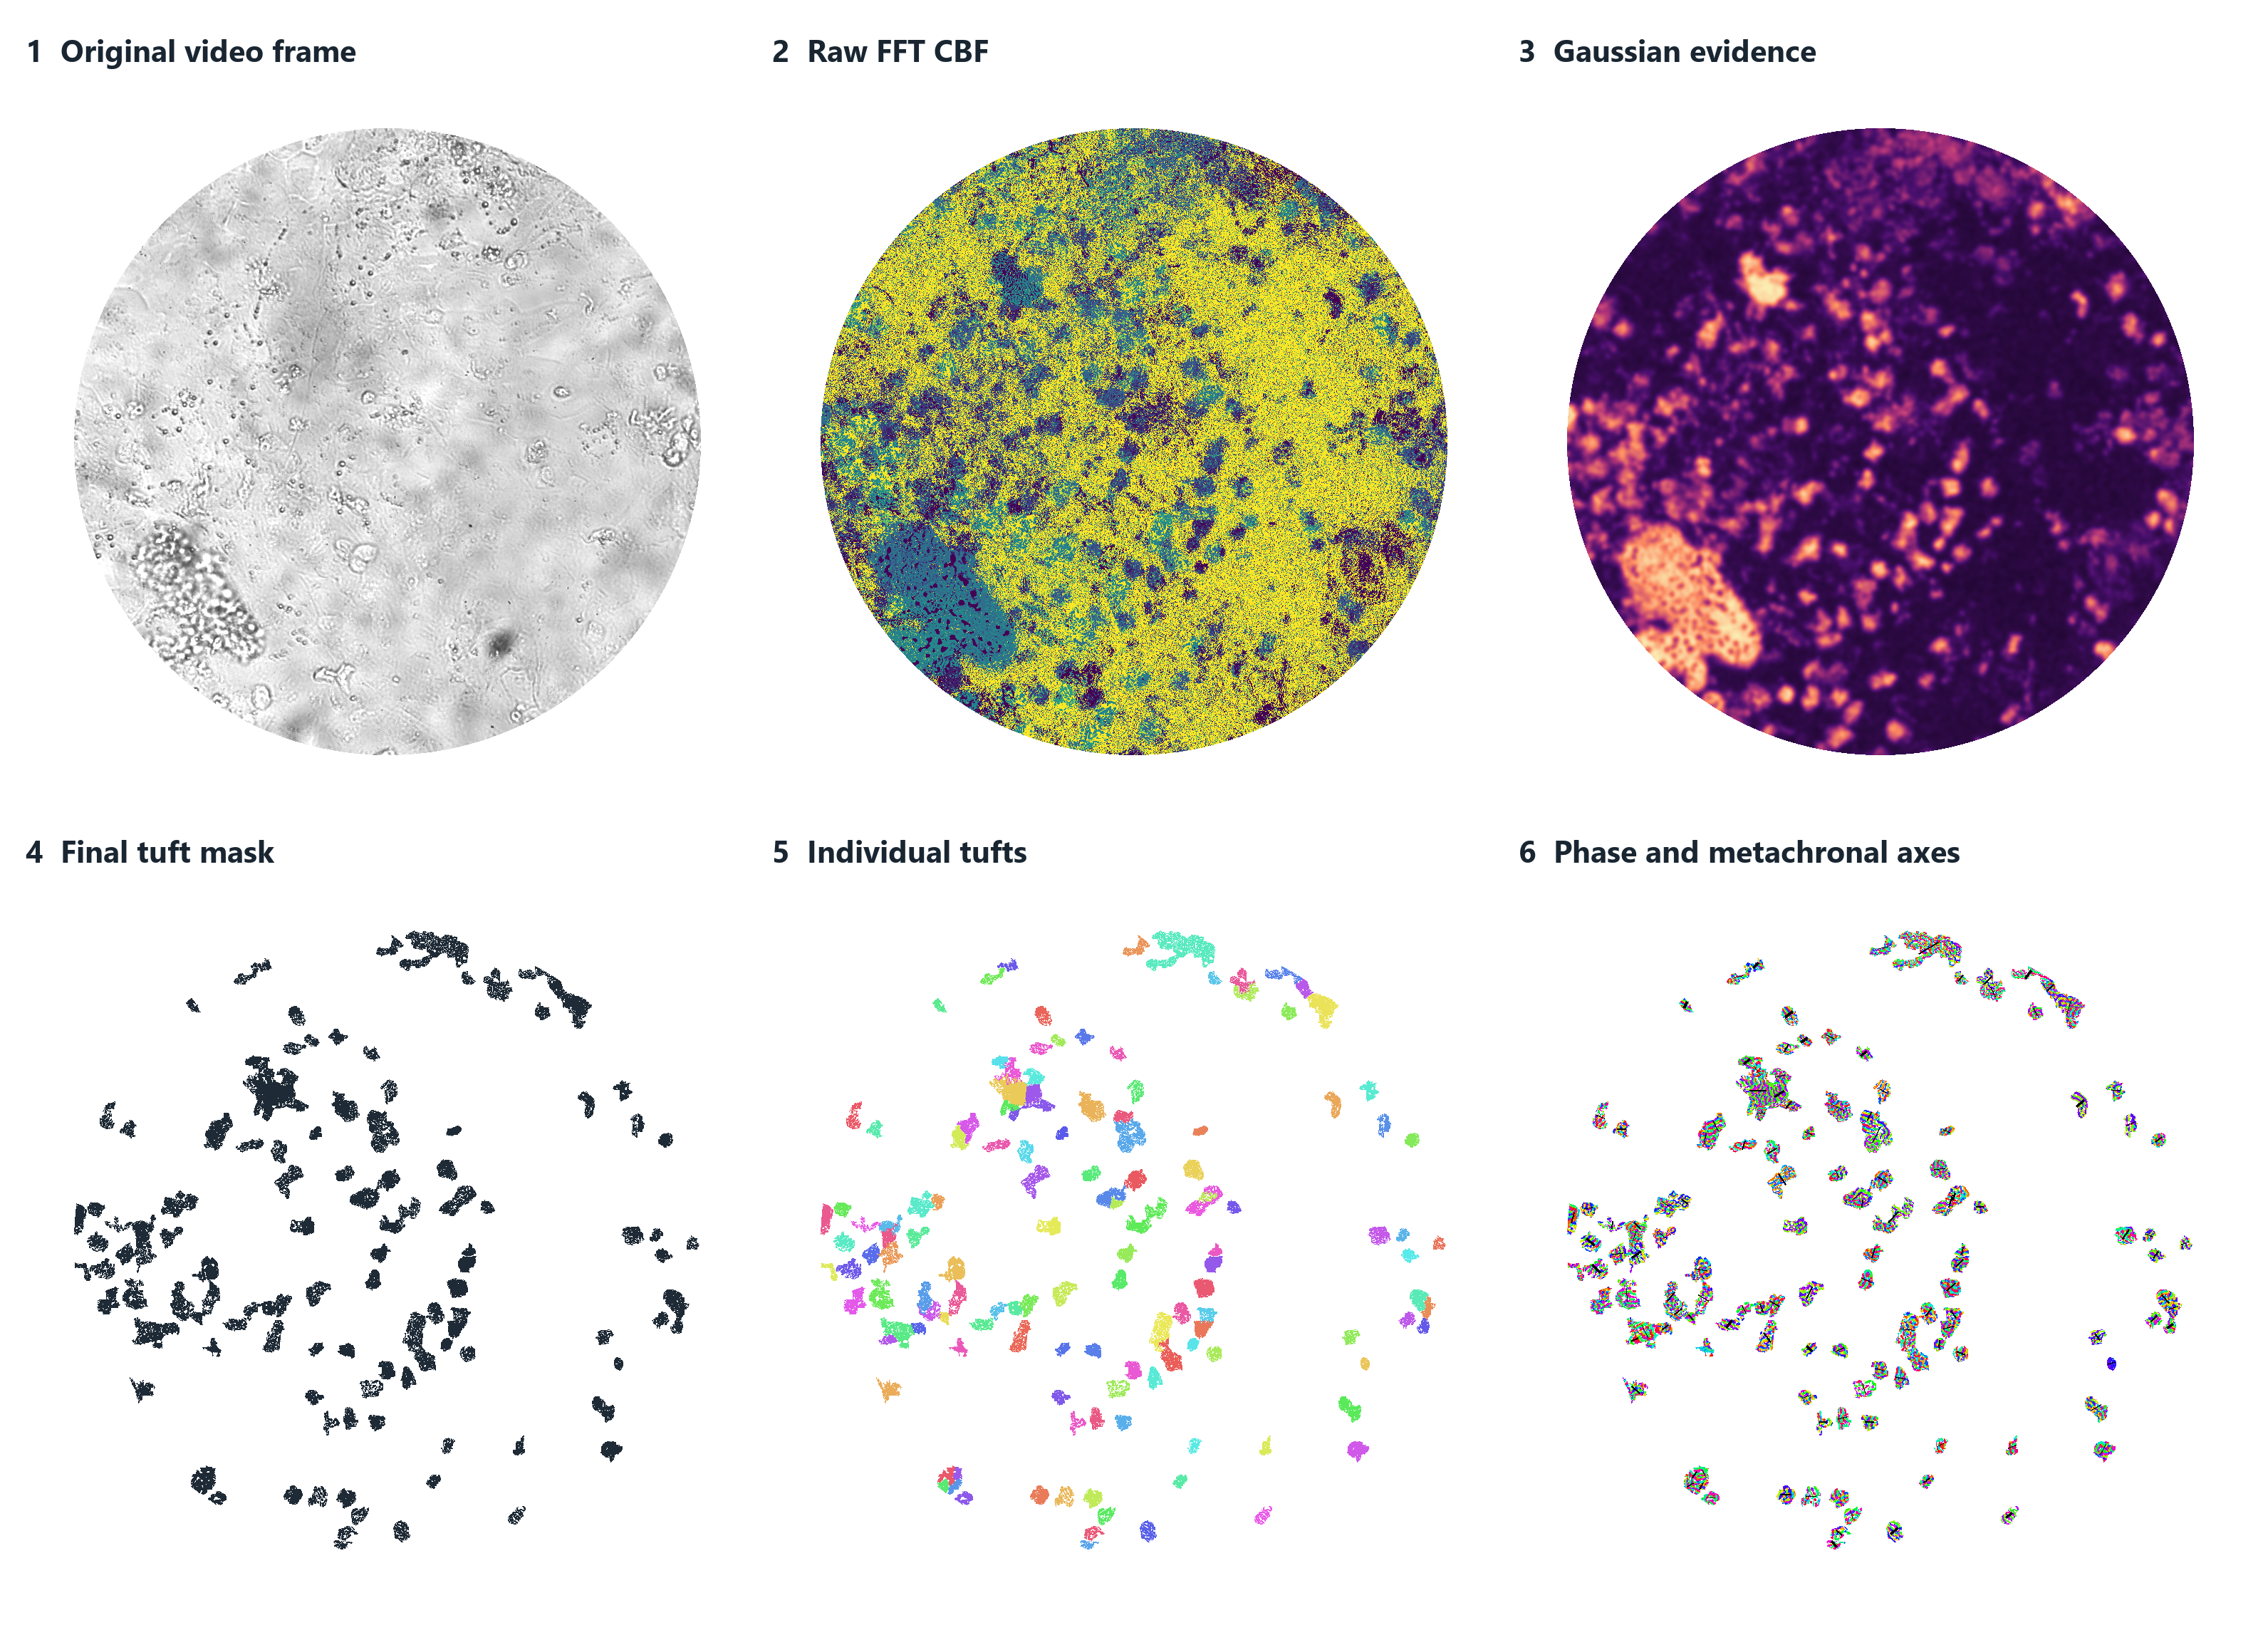 1 Original video frame
2 Raw FFT CBF
3 Gaussian evidence
4 Final tuft mask
5 Individual tufts
6 Phase and metachronal axes